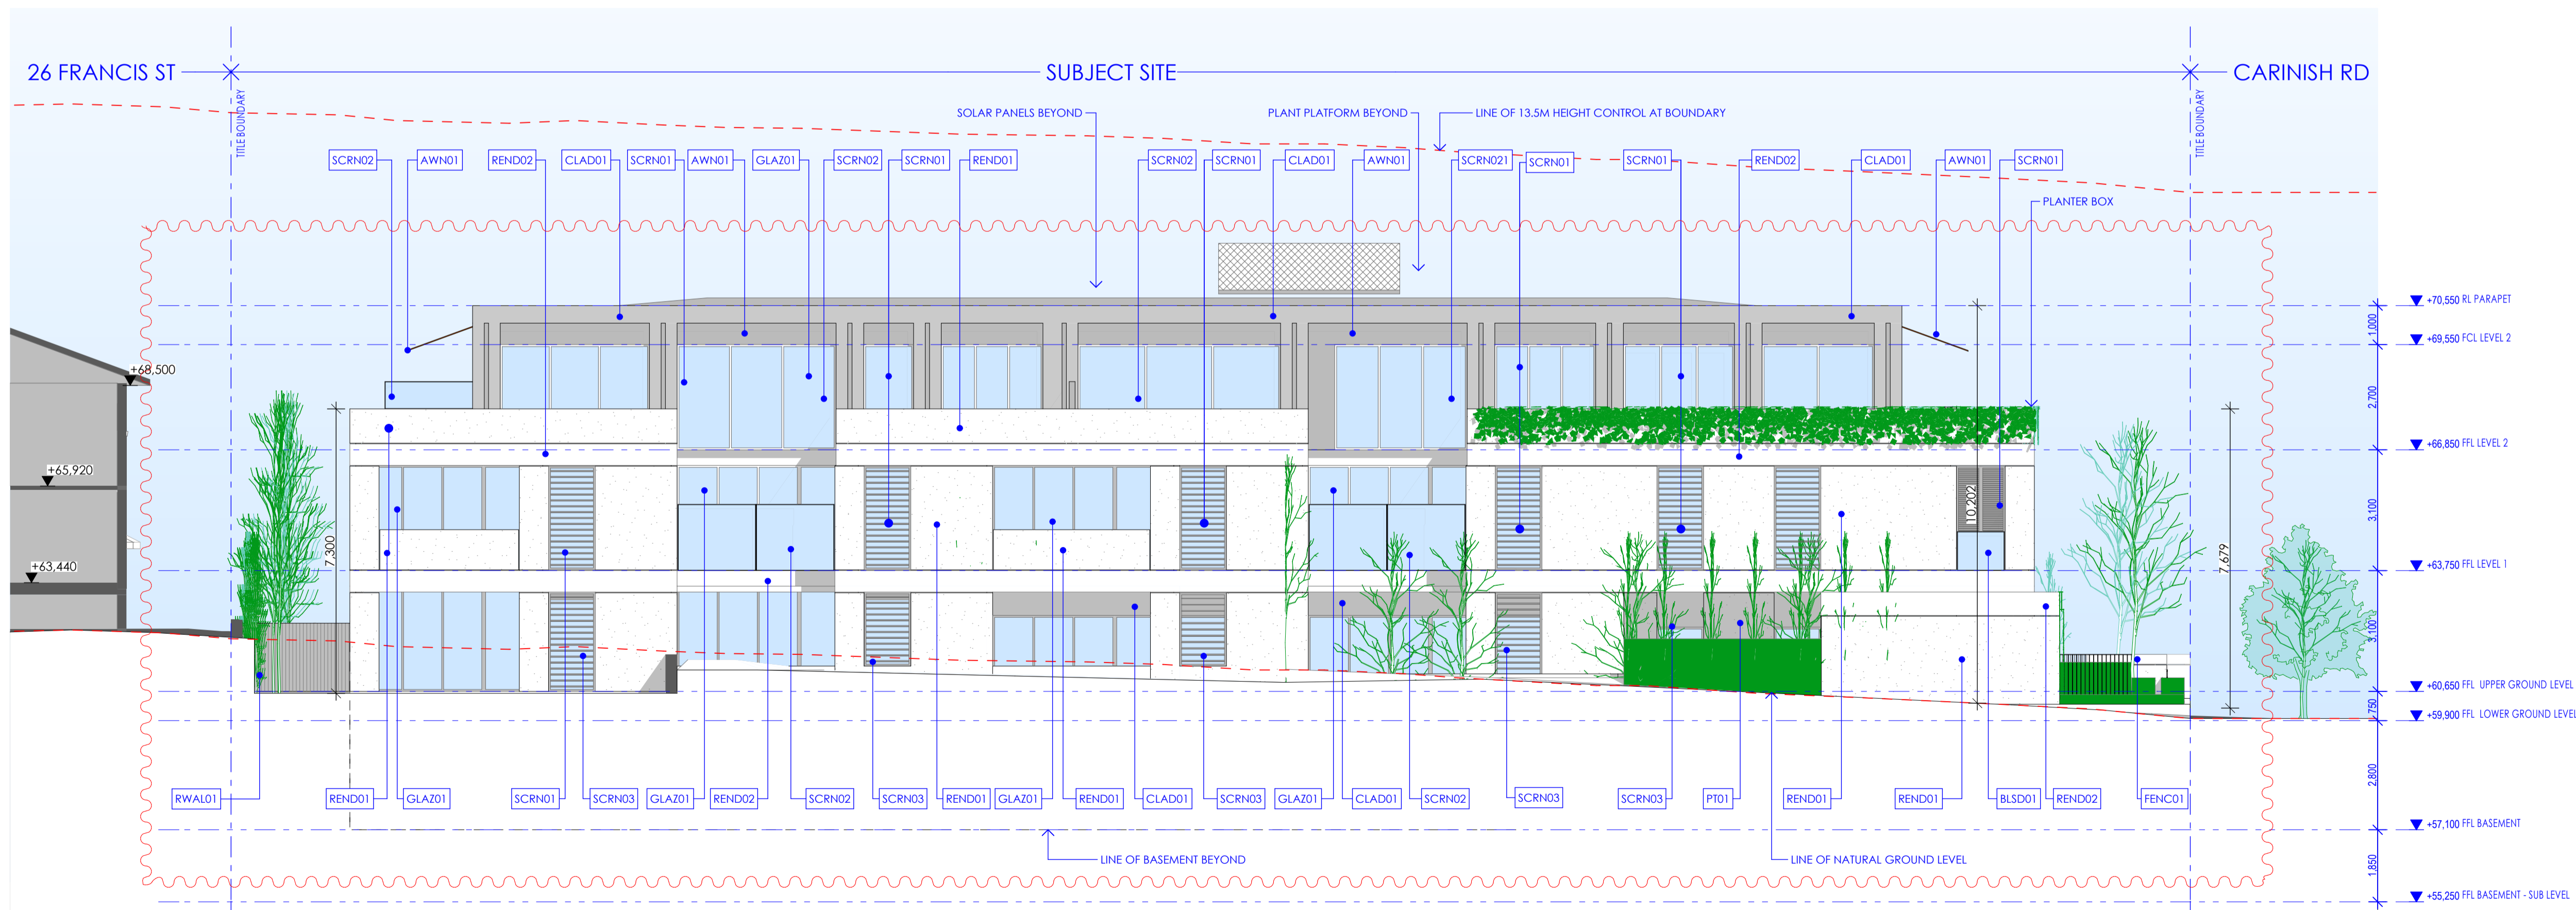 26 FRANCIS ST
SUBJECT SITE
CARINISH RD
TITLE BOUNDARY
TITLE BOUNDARY
SOLAR PANELS BEYOND
PLANT PLATFORM BEYOND
LINE OF 13.5M HEIGHT CONTROL AT BOUNDARY
SCRN02
AWN01
REND02
CLAD01
SCRN01
AWN01
GLAZ01
SCRN02
SCRN01
REND01
SCRN02
SCRN01
CLAD01
AWN01
SCRN021
SCRN01
SCRN01
REND02
CLAD01
AWN01
SCRN01
PLANTER BOX
+70,550 RL PARAPET
1,000
+69,550 FCL LEVEL 2
2,700
+68,500
+66,850 FFL LEVEL 2
+65,920
3,100
10,202
7,300
7,679
+63,440
+63,750 FFL LEVEL 1
3,100
+60,650 FFL UPPER GROUND LEVEL
750
+59,900 FFL LOWER GROUND LEVEL
2,800
RWAL01
REND01
GLAZ01
SCRN01
SCRN03
GLAZ01
REND02
SCRN02
SCRN03
REND01
GLAZ01
REND01
CLAD01
SCRN03
GLAZ01
CLAD01
SCRN02
SCRN03
SCRN03
PT01
REND01
REND01
BLSD01
REND02
FENC01
+57,100 FFL BASEMENT
LINE OF BASEMENT BEYOND
LINE OF NATURAL GROUND LEVEL
1,850
+55,250 FFL BASEMENT - SUB LEVEL